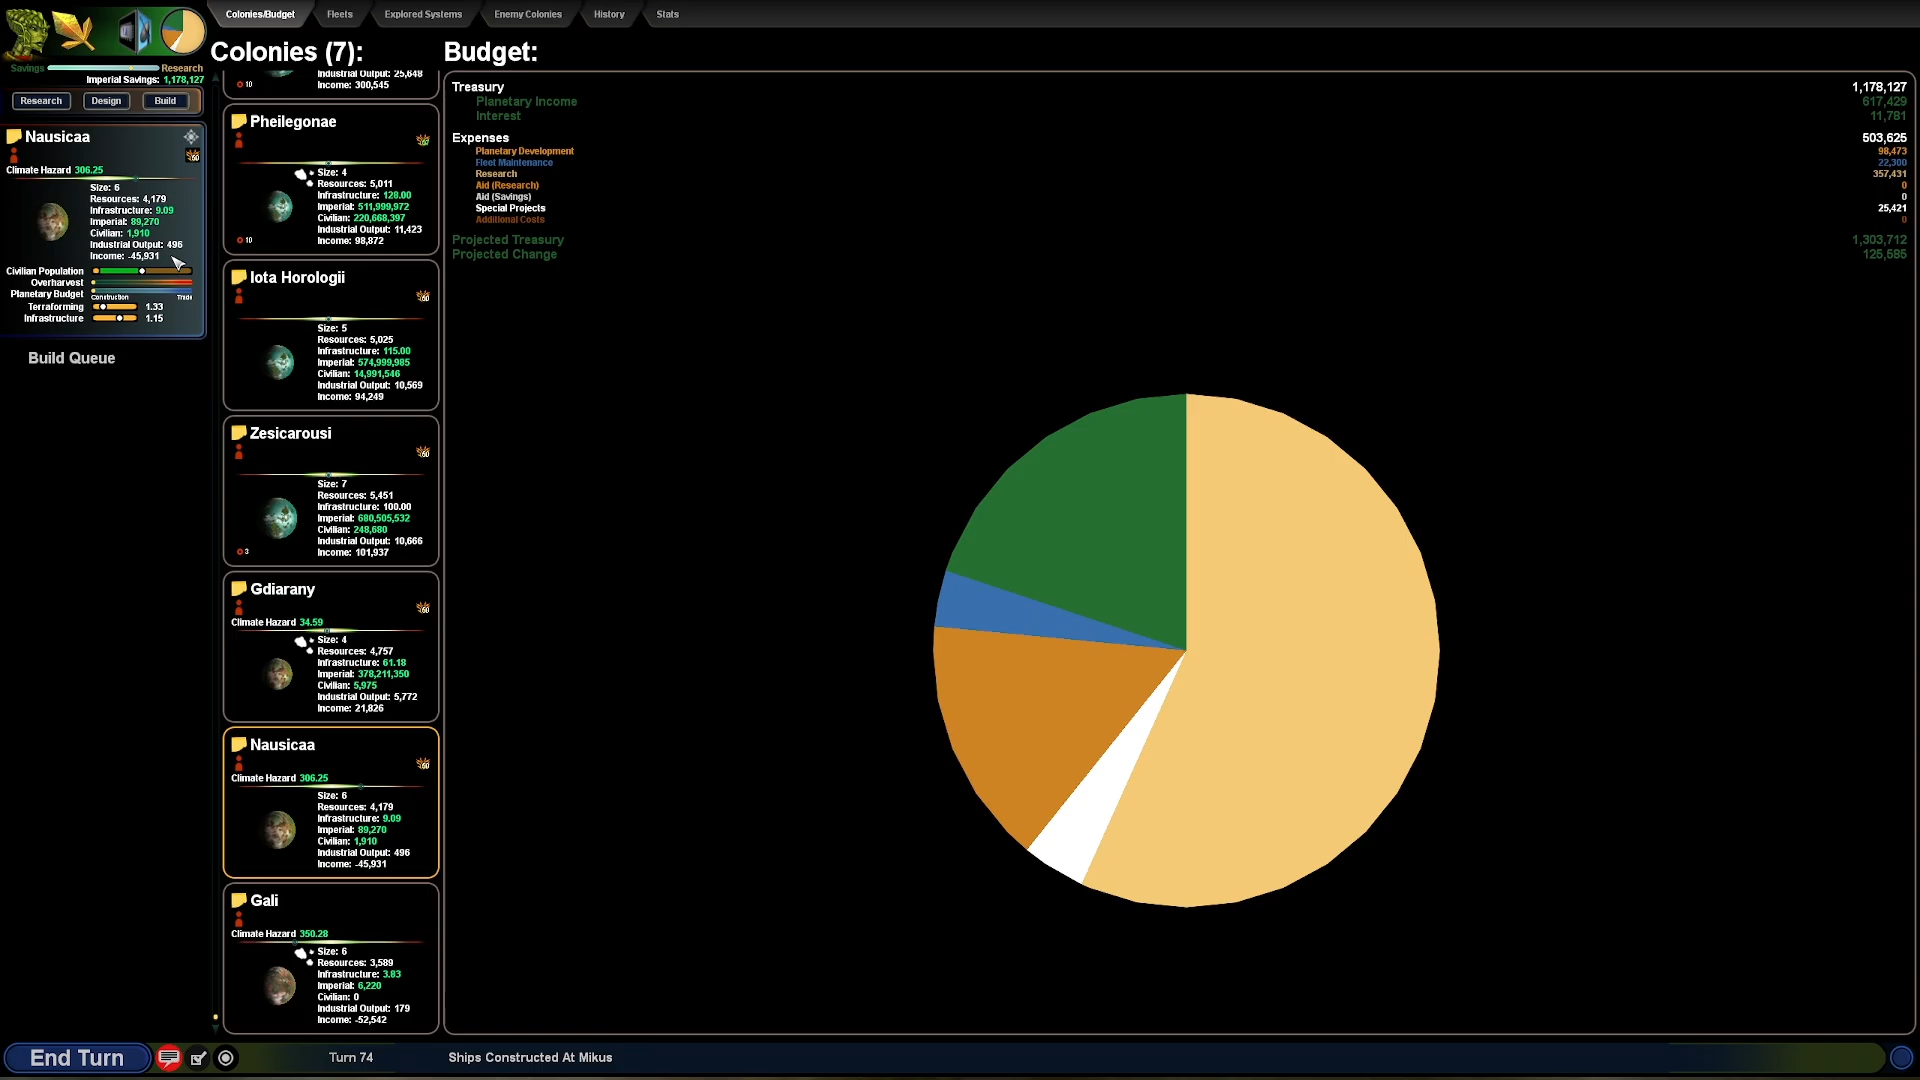 Colonies/Budget
Fleets
Explored Systems
Enemy Colonies
History
Stats
Savings
Research
Imperial Savings: 1,178,127
Research
Design
Build
Nausicaa
60
Climate Hazard 306.25
Size: 6
Resources: 4,179
Infrastructure: 9.09
Imperial: 89,270
Civilian: 1,910
Industrial Output: 496
Income: -45,931
Civilian Population
Overharvest
Planetary Budget
Construction
Trade
Terraforming
1.33
Infrastructure
1.15
Build Queue
Colonies (7):
Industrial Output: 25,648
Income: 300,545
10
Pheilegonae
Size: 4
Resources: 5,011
Infrastructure: 128.00
Imperial: 511,999,972
Civilian: 220,668,397
Industrial Output: 11,423
Income: 98,872
10
Iota Horologii
60
Size: 5
Resources: 5,025
Infrastructure: 115.00
Imperial: 574,999,985
Civilian: 14,991,546
Industrial Output: 10,569
Income: 94,249
Zesicarousi
60
Size: 7
Resources: 5,451
Infrastructure: 100.00
Imperial: 680,505,532
Civilian: 248,680
Industrial Output: 10,666
Income: 101,937
3
Gdiarany
60
Climate Hazard 34.59
Size: 4
Resources: 4,757
Infrastructure: 61.18
Imperial: 378,211,350
Civilian: 5,975
Industrial Output: 5,772
Income: 21,826
Nausicaa
60
Climate Hazard 306.25
Size: 6
Resources: 4,179
Infrastructure: 9.09
Imperial: 89,270
Civilian: 1,910
Industrial Output: 496
Income: -45,931
Gali
Climate Hazard 350.28
Size: 6
Resources: 3,589
Infrastructure: 3.83
Imperial: 6,220
Civilian: 0
Industrial Output: 179
Income: -52,542
Budget:
Treasury 1,178,127
Planetary Income 617,429
Interest 11,781
Expenses 503,625
Planetary Development 98,473
Fleet Maintenance 22,300
Research 357,431
Aid (Research) 0
Aid (Savings) 0
Special Projects 25,421
Additional Costs 0
Projected Treasury 1,303,712
Projected Change 125,585
End Turn
Turn 74
Ships Constructed At Mikus